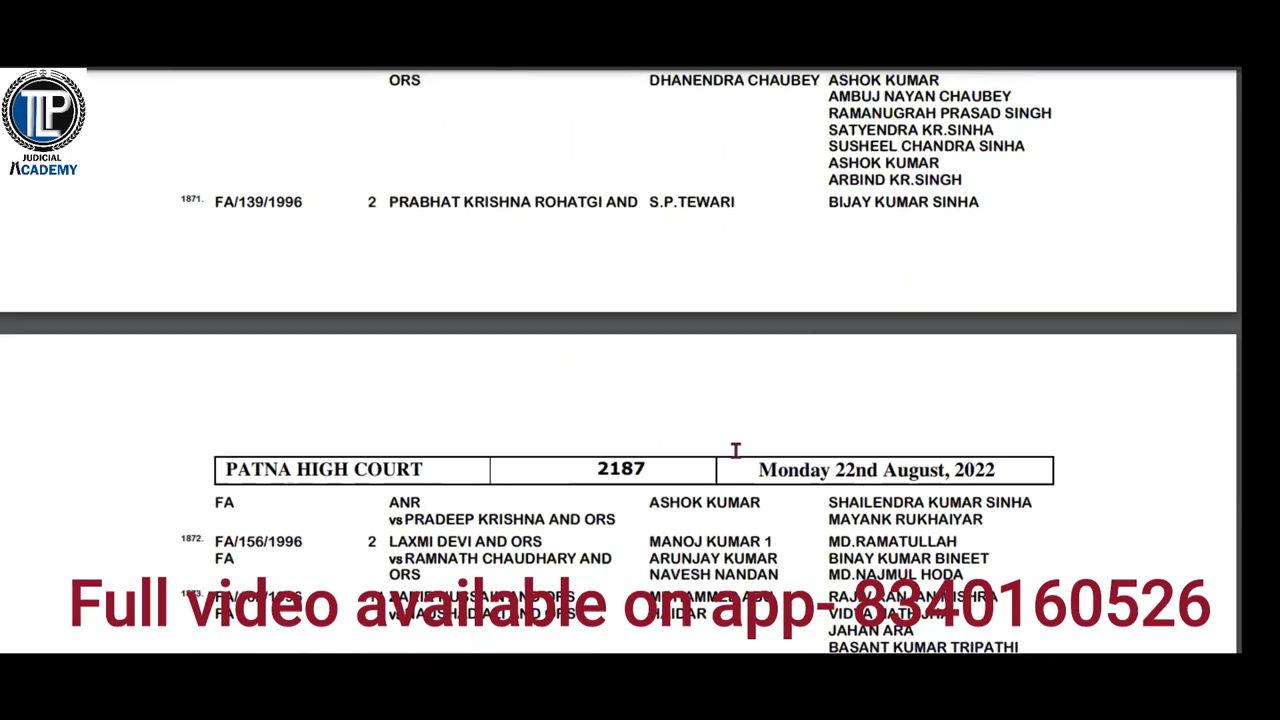 TLP
JUDICIAL
ACADEMY
ORS DHANENDRA CHAUBEY ASHOK KUMAR
AMBUJ NAYAN CHAUBEY
RAMANUGRAH PRASAD SINGH
SATYENDRA KR.SINHA
SUSHEEL CHANDRA SINHA
ASHOK KUMAR
ARBIND KR.SINGH
1871. FA/139/1996 2 PRABHAT KRISHNA ROHATGI AND S.P.TEWARI BIJAY KUMAR SINHA
PATNA HIGH COURT 2187 Monday 22nd August, 2022
FA ANR ASHOK KUMAR SHAILENDRA KUMAR SINHA
vs PRADEEP KRISHNA AND ORS MAYANK RUKHAIYAR
1872. FA/156/1996 2 LAXMI DEVI AND ORS MANOJ KUMAR 1 MD.RAMATULLAH
FA vs RAMNATH CHAUDHARY AND ARUNJAY KUMAR BINAY KUMAR BINEET
ORS NAVESH NANDAN MD.NAJMUL HODA
Full video available on app- 8340160526
JAHAN ARA
BASANT KUMAR TRIPATHI